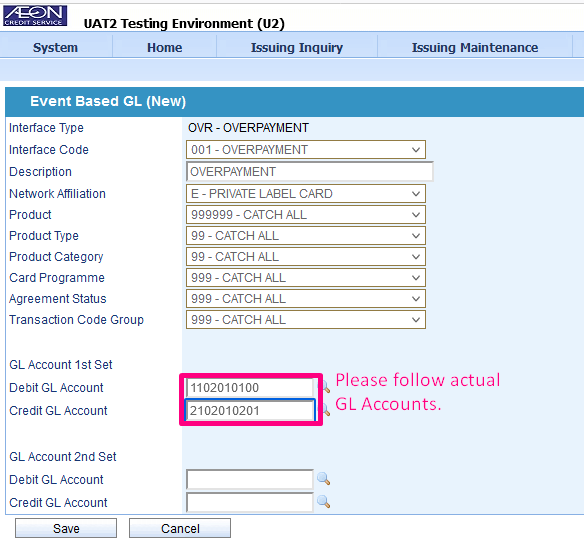 ÆON
CREDIT SERVICE
UAT2 Testing Environment (U2)
System Home Issuing Inquiry Issuing Maintenance
Event Based GL (New)
Interface Type OVR - OVERPAYMENT
Interface Code 001 - OVERPAYMENT
Description OVERPAYMENT
Network Affiliation E - PRIVATE LABEL CARD
Product 999999 - CATCH ALL
Product Type 99 - CATCH ALL
Product Category 99 - CATCH ALL
Card Programme 999 - CATCH ALL
Agreement Status 999 - CATCH ALL
Transaction Code Group 999 - CATCH ALL
GL Account 1st Set
Debit GL Account 1102010100 Please follow actual
Credit GL Account 2102010201 GL Accounts.
GL Account 2nd Set
Debit GL Account
Credit GL Account
Save Cancel